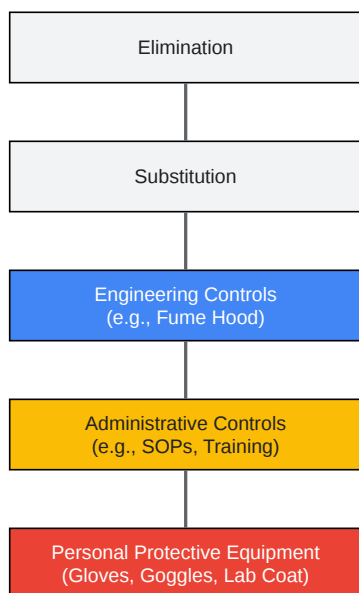 Elimination
Substitution
Engineering Controls
(e.g., Fume Hood)
Administrative Controls
(e.g., SOPs, Training)
Personal Protective Equipment
(Gloves, Goggles, Lab Coat)